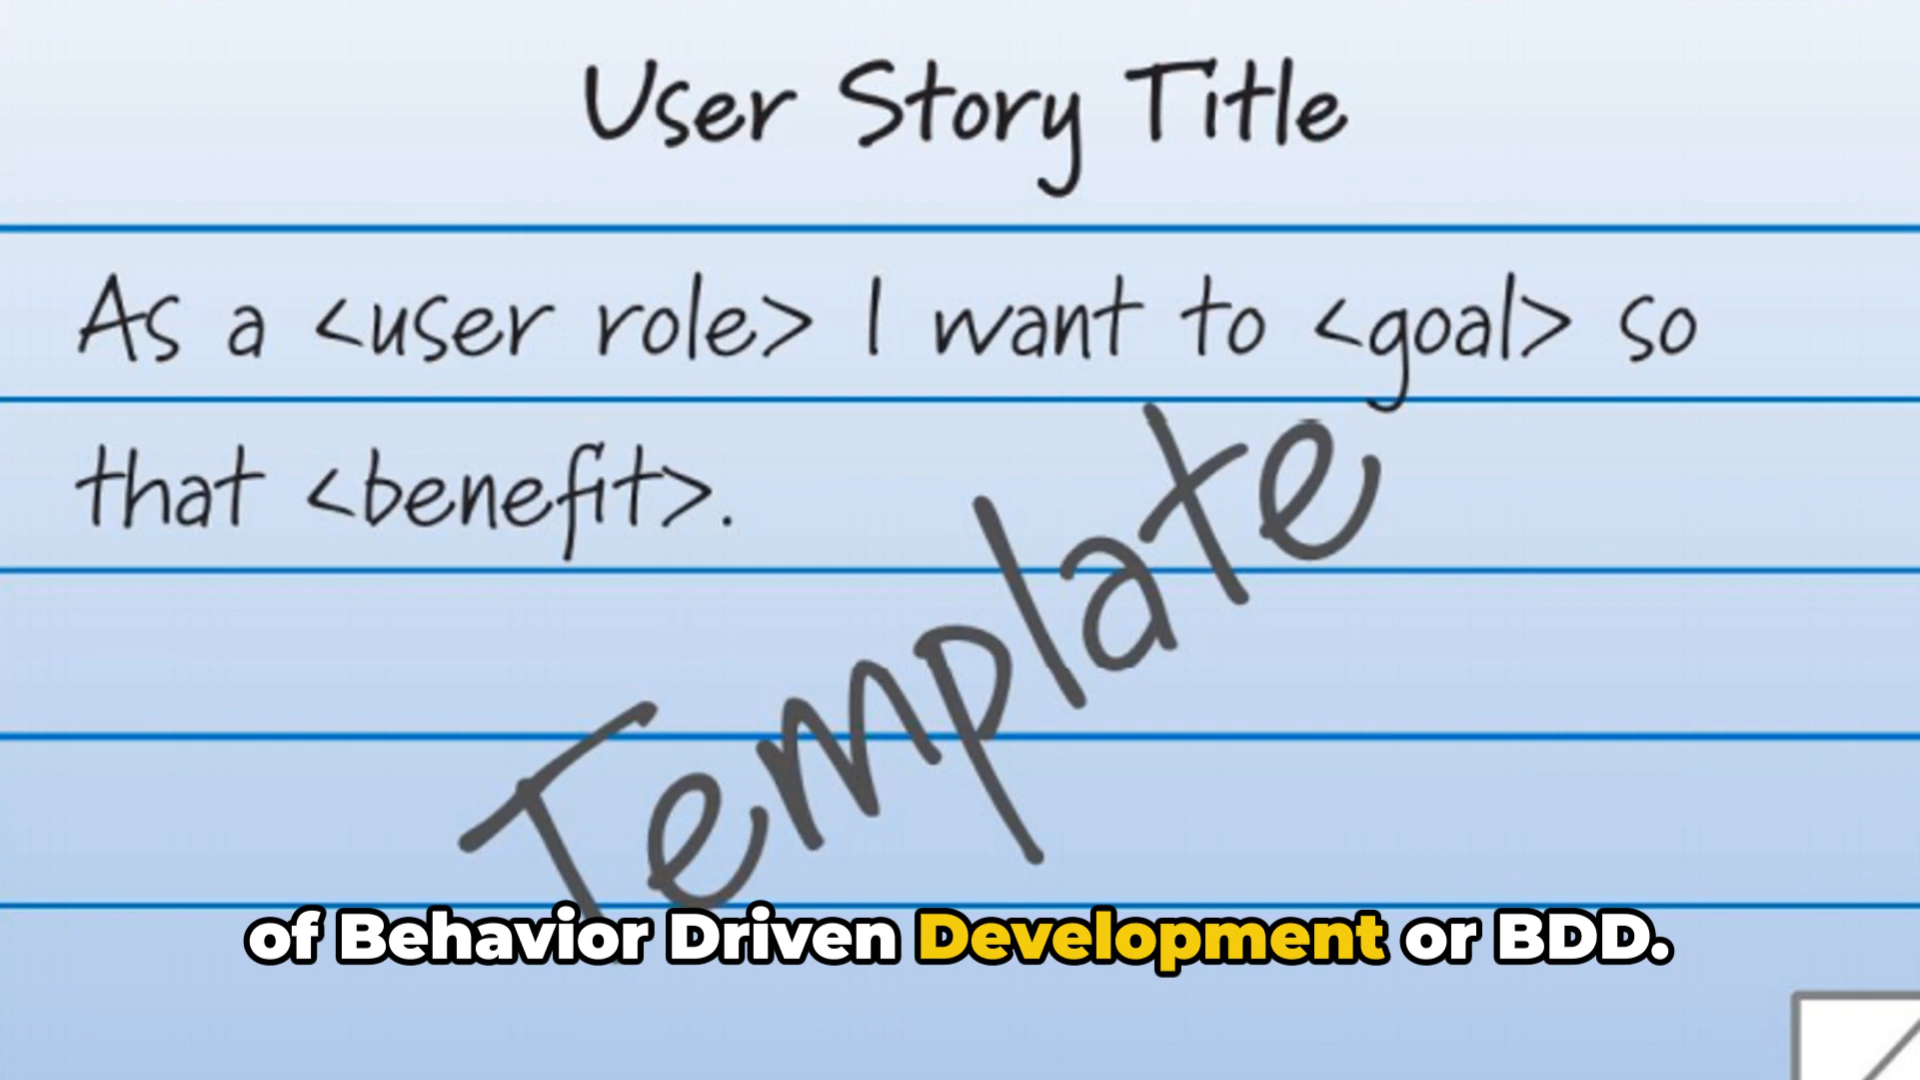 User Story Title
As a <user role> I want to <goal> so
that <benefit>.
Template
of Behavior Driven Development or BDD.